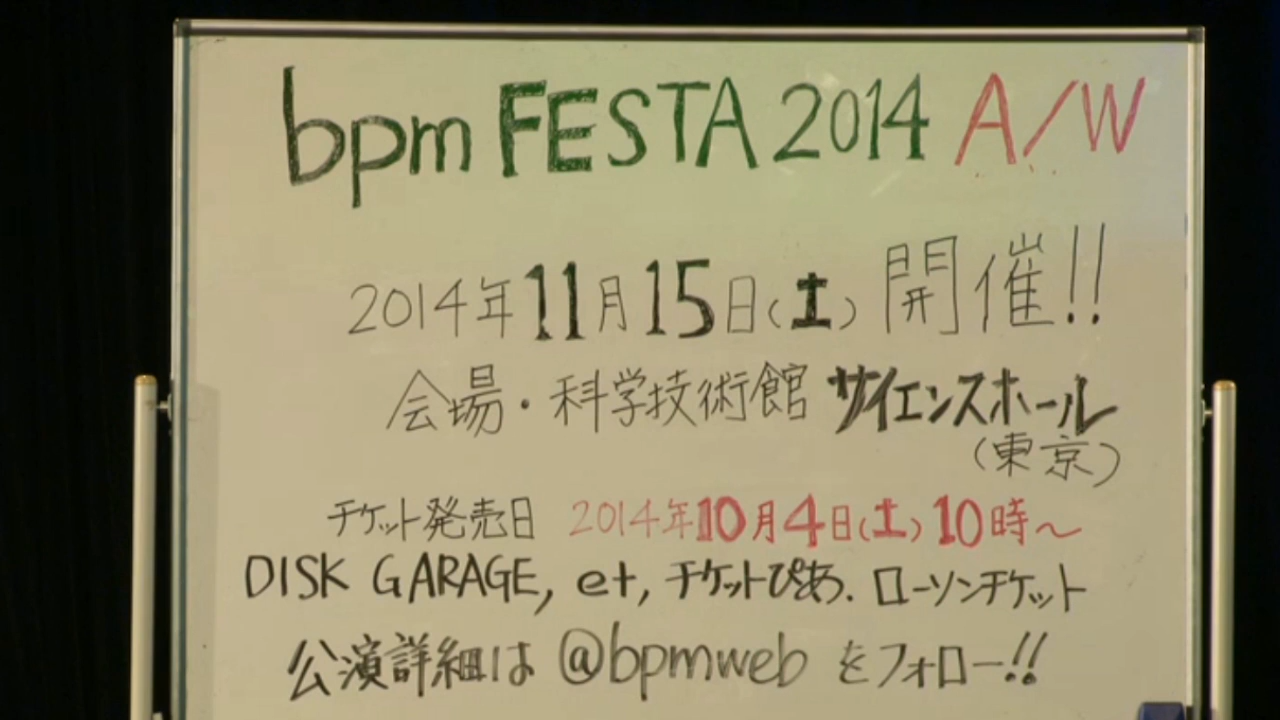 bpm FESTA 2014 A/W
2014年11月15日(土)開催!!
会場・科学技術館 サイエンスホール
(東京)
チケット発売日 2014年10月4日(土)10時〜
DISK GARAGE, e+, チケットぴあ. ローソンチケット
公演詳細は @bpmweb をフォロー!!